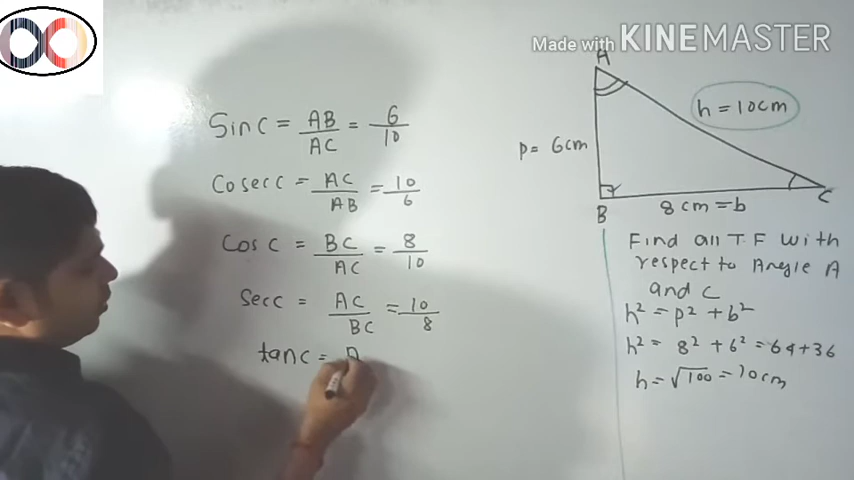 Made with KINEMASTER
Sin c = AB/AC = 6/10
Cosec c = AC/AB = 10/6
Cos c = BC/AC = 8/10
Sec c = AC/BC = 10/8
tan c = A
A
h = 10cm
p = 6cm
B
8 cm = b
C
Find all T.F with
respect to Angle A
and C
h² = p² + b²
h² = 8² + 6² = 64+36
h = √100 = 10cm